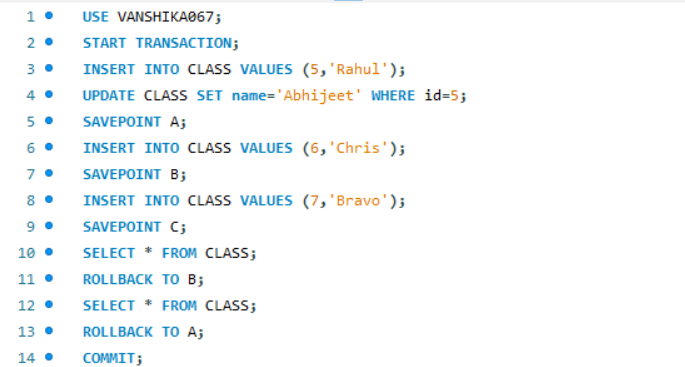 1 USE VANSHIKA067;
2 START TRANSACTION;
3 INSERT INTO CLASS VALUES (5,'Rahul');
4 UPDATE CLASS SET name='Abhijeet' WHERE id=5;
5 SAVEPOINT A;
6 INSERT INTO CLASS VALUES (6,'Chris');
7 SAVEPOINT B;
8 INSERT INTO CLASS VALUES (7,'Bravo');
9 SAVEPOINT C;
10 SELECT * FROM CLASS;
11 ROLLBACK TO B;
12 SELECT * FROM CLASS;
13 ROLLBACK TO A;
14 COMMIT;